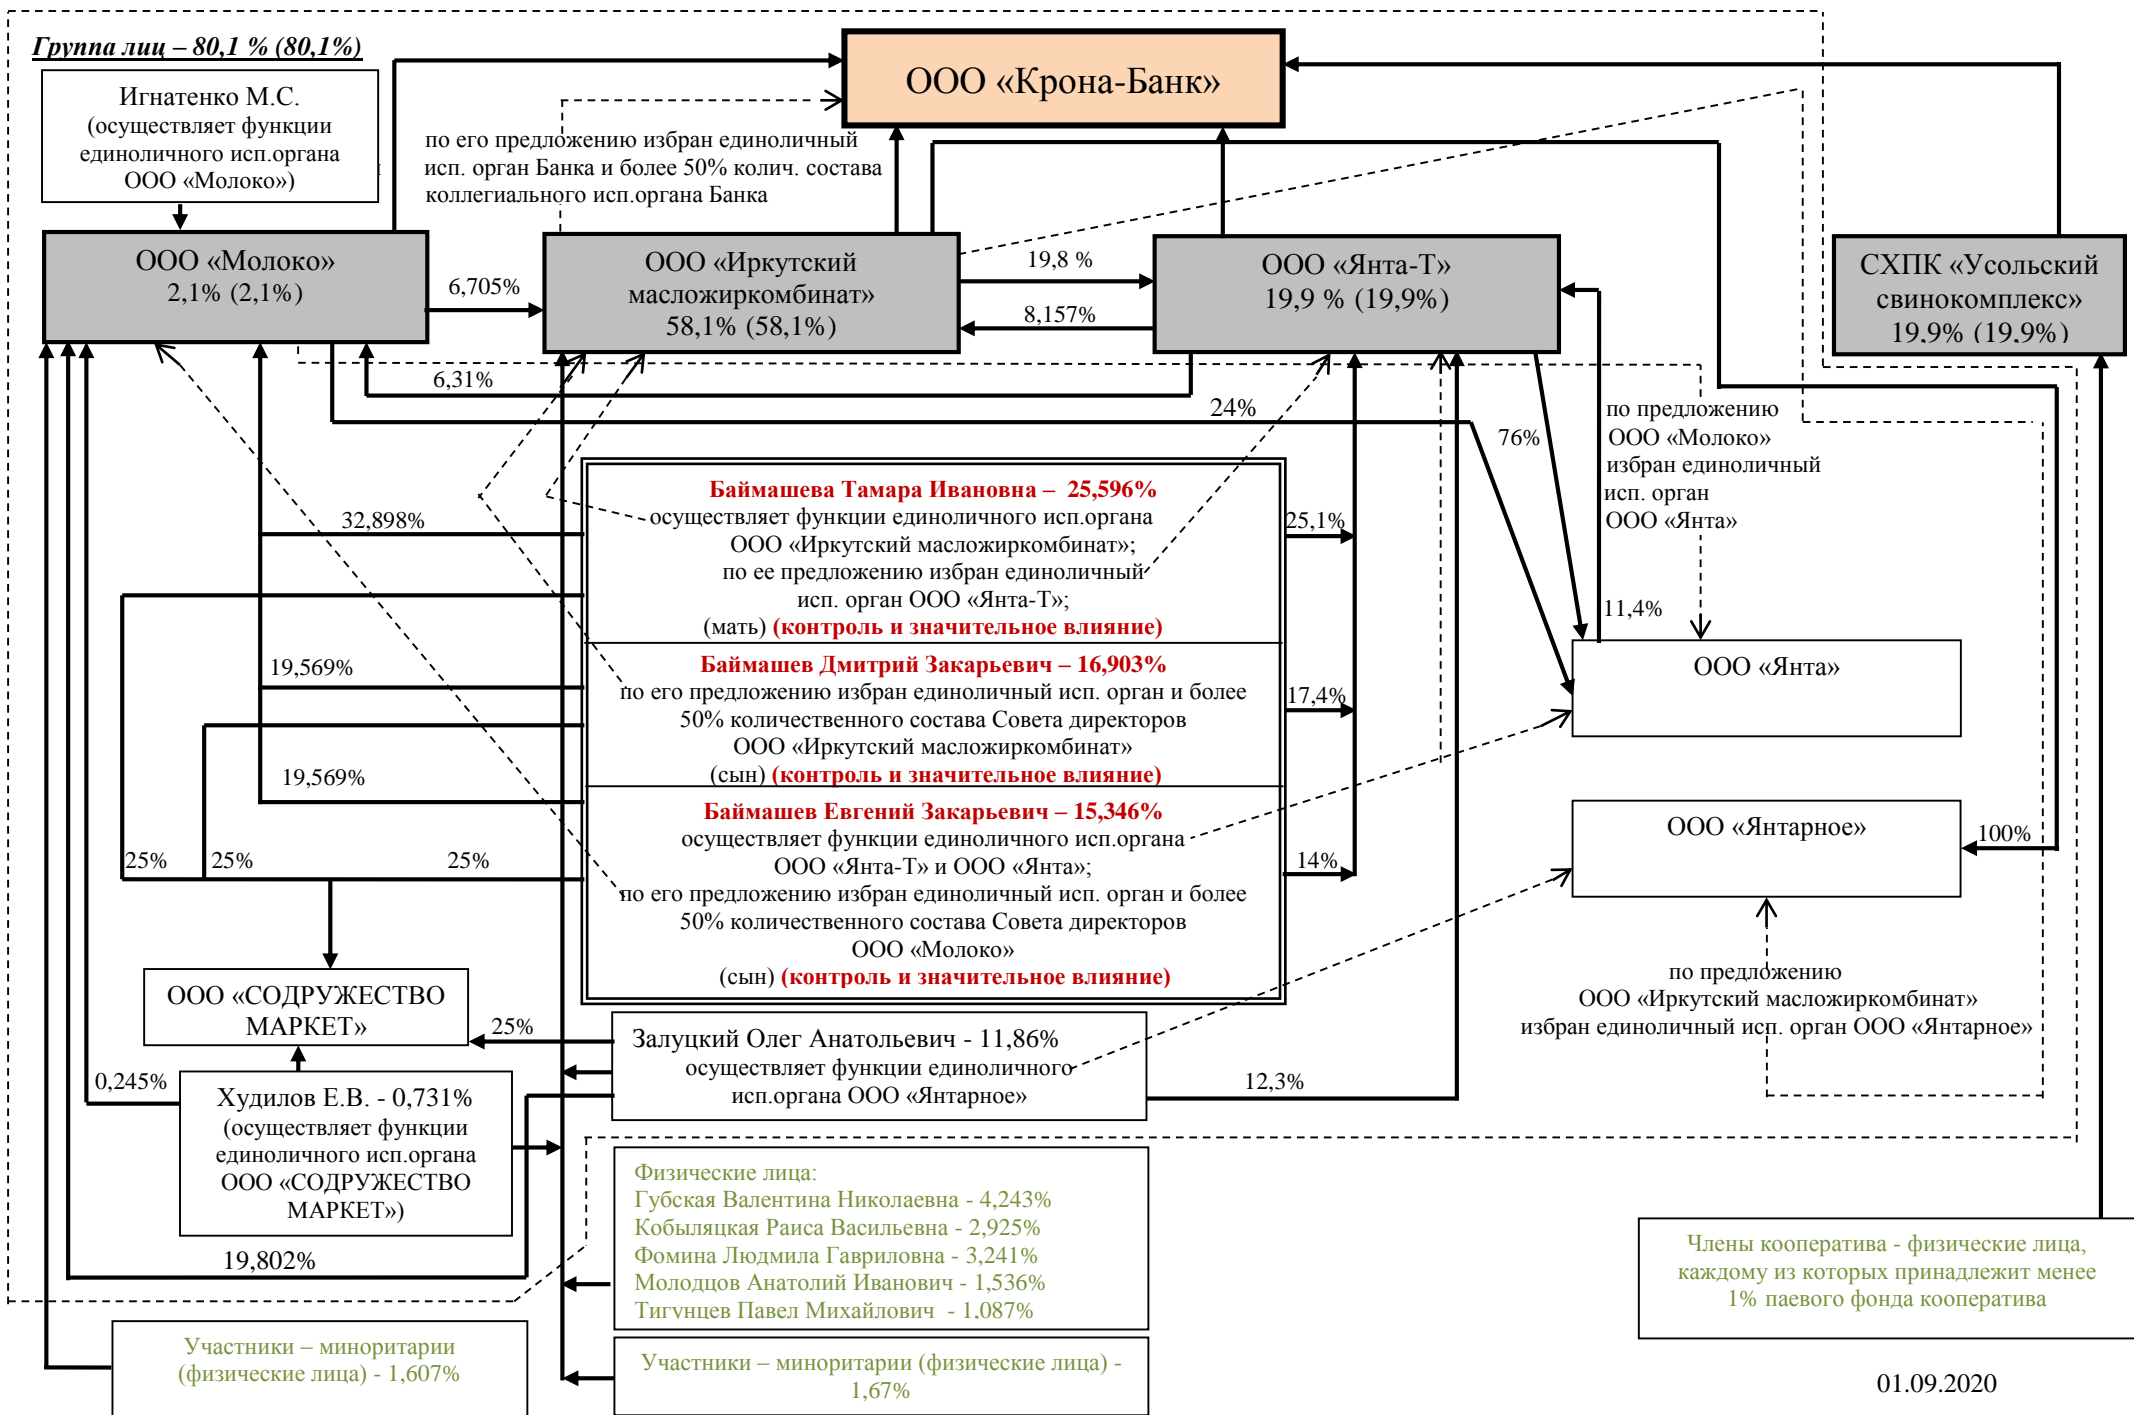 Группа лиц – 80,1 % (80,1%)
ООО «Крона-Банк»
Игнатенко М.С.
(осуществляет функции
единоличного исп.органа
ООО «Молоко»)
по его предложению избран единоличный
исп. орган Банка и более 50% колич. состава
коллегиального исп.органа Банка
ООО «Молоко»
2,1% (2,1%)
6,705%
ООО «Иркутский
масложиркомбинат»
58,1% (58,1%)
19,8 %
8,157%
ООО «Янта-Т»
19,9 % (19,9%)
СХПК «Усольский
свинокомплекс»
19,9% (19,9%)
6,31%
24%
76%
по предложению
ООО «Молоко»
избран единоличный
исп. орган
ООО «Янта»
11,4%
Баймашева Тамара Ивановна – 25,596%
осуществляет функции единоличного исп.органа
ООО «Иркутский масложиркомбинат»;
по ее предложению избран единоличный
исп. орган ООО «Янта-Т»;
(мать) (контроль и значительное влияние)
32,898%
25,1%
Баймашев Дмитрий Закарьевич – 16,903%
по его предложению избран единоличный исп. орган и более
50% количественного состава Совета директоров
ООО «Иркутский масложиркомбинат»
(сын) (контроль и значительное влияние)
19,569%
17,4%
Баймашев Евгений Закарьевич – 15,346%
осуществляет функции единоличного исп.органа
ООО «Янта-Т» и ООО «Янта»;
по его предложению избран единоличный исп. орган и более
50% количественного состава Совета директоров
ООО «Молоко»
(сын) (контроль и значительное влияние)
19,569%
14%
25%
25%
25%
ООО «Янта»
ООО «Янтарное»
100%
по предложению
ООО «Иркутский масложиркомбинат»
избран единоличный исп. орган ООО «Янтарное»
ООО «СОДРУЖЕСТВО
МАРКЕТ»
25%
Залуцкий Олег Анатольевич - 11,86%
осуществляет функции единоличного
исп.органа ООО «Янтарное»
12,3%
0,245%
Худилов Е.В. - 0,731%
(осуществляет функции
единоличного исп.органа
ООО «СОДРУЖЕСТВО
МАРКЕТ»)
19,802%
Физические лица:
Губская Валентина Николаевна - 4,243%
Кобыляцкая Раиса Васильевна - 2,925%
Фомина Людмила Гавриловна - 3,241%
Молодцов Анатолий Иванович - 1,536%
Тигунцев Павел Михайлович - 1,087%
Члены кооператива - физические лица,
каждому из которых принадлежит менее
1% паевого фонда кооператива
Участники – миноритарии
(физические лица) - 1,607%
Участники – миноритарии (физические лица) -
1,67%
01.09.2020